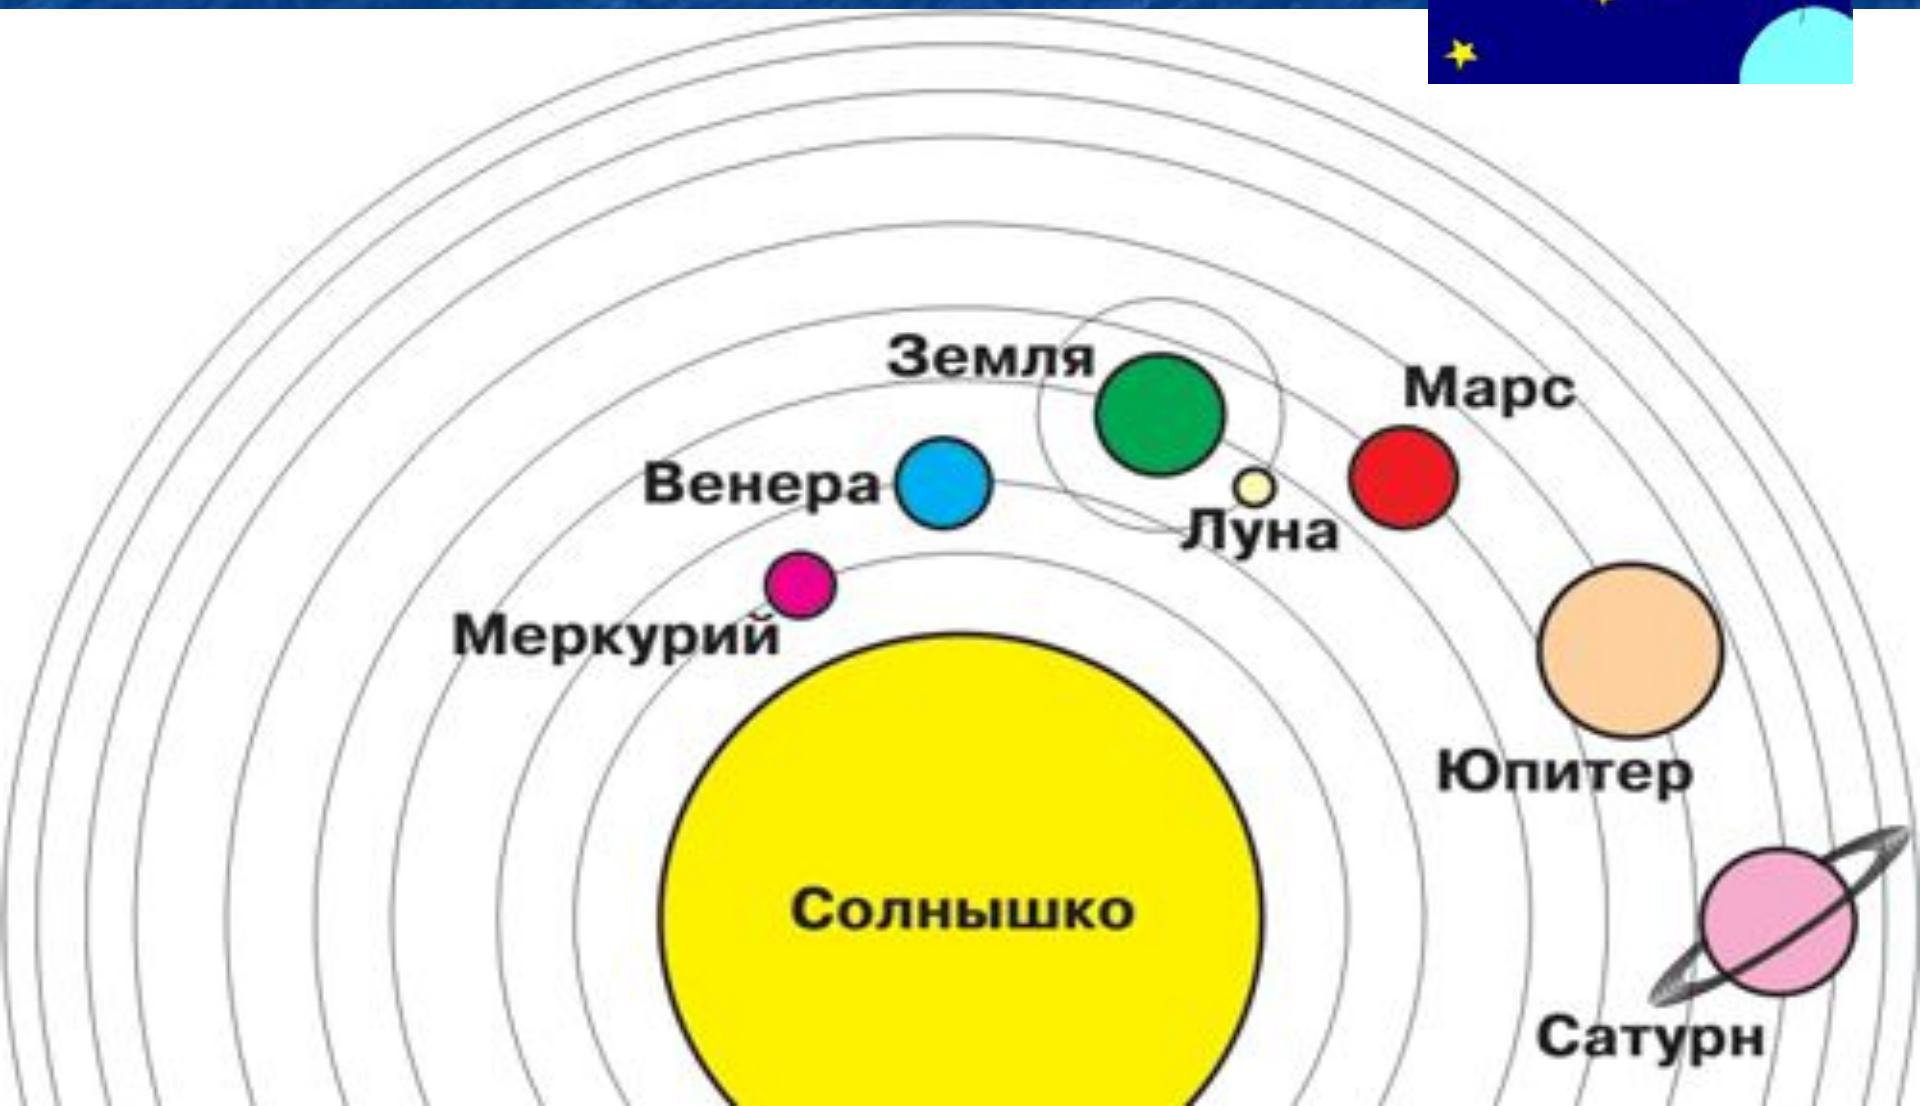 Земля
Марс
Венера
Луна
Меркурий
Юпитер
Солнышко
Сатурн